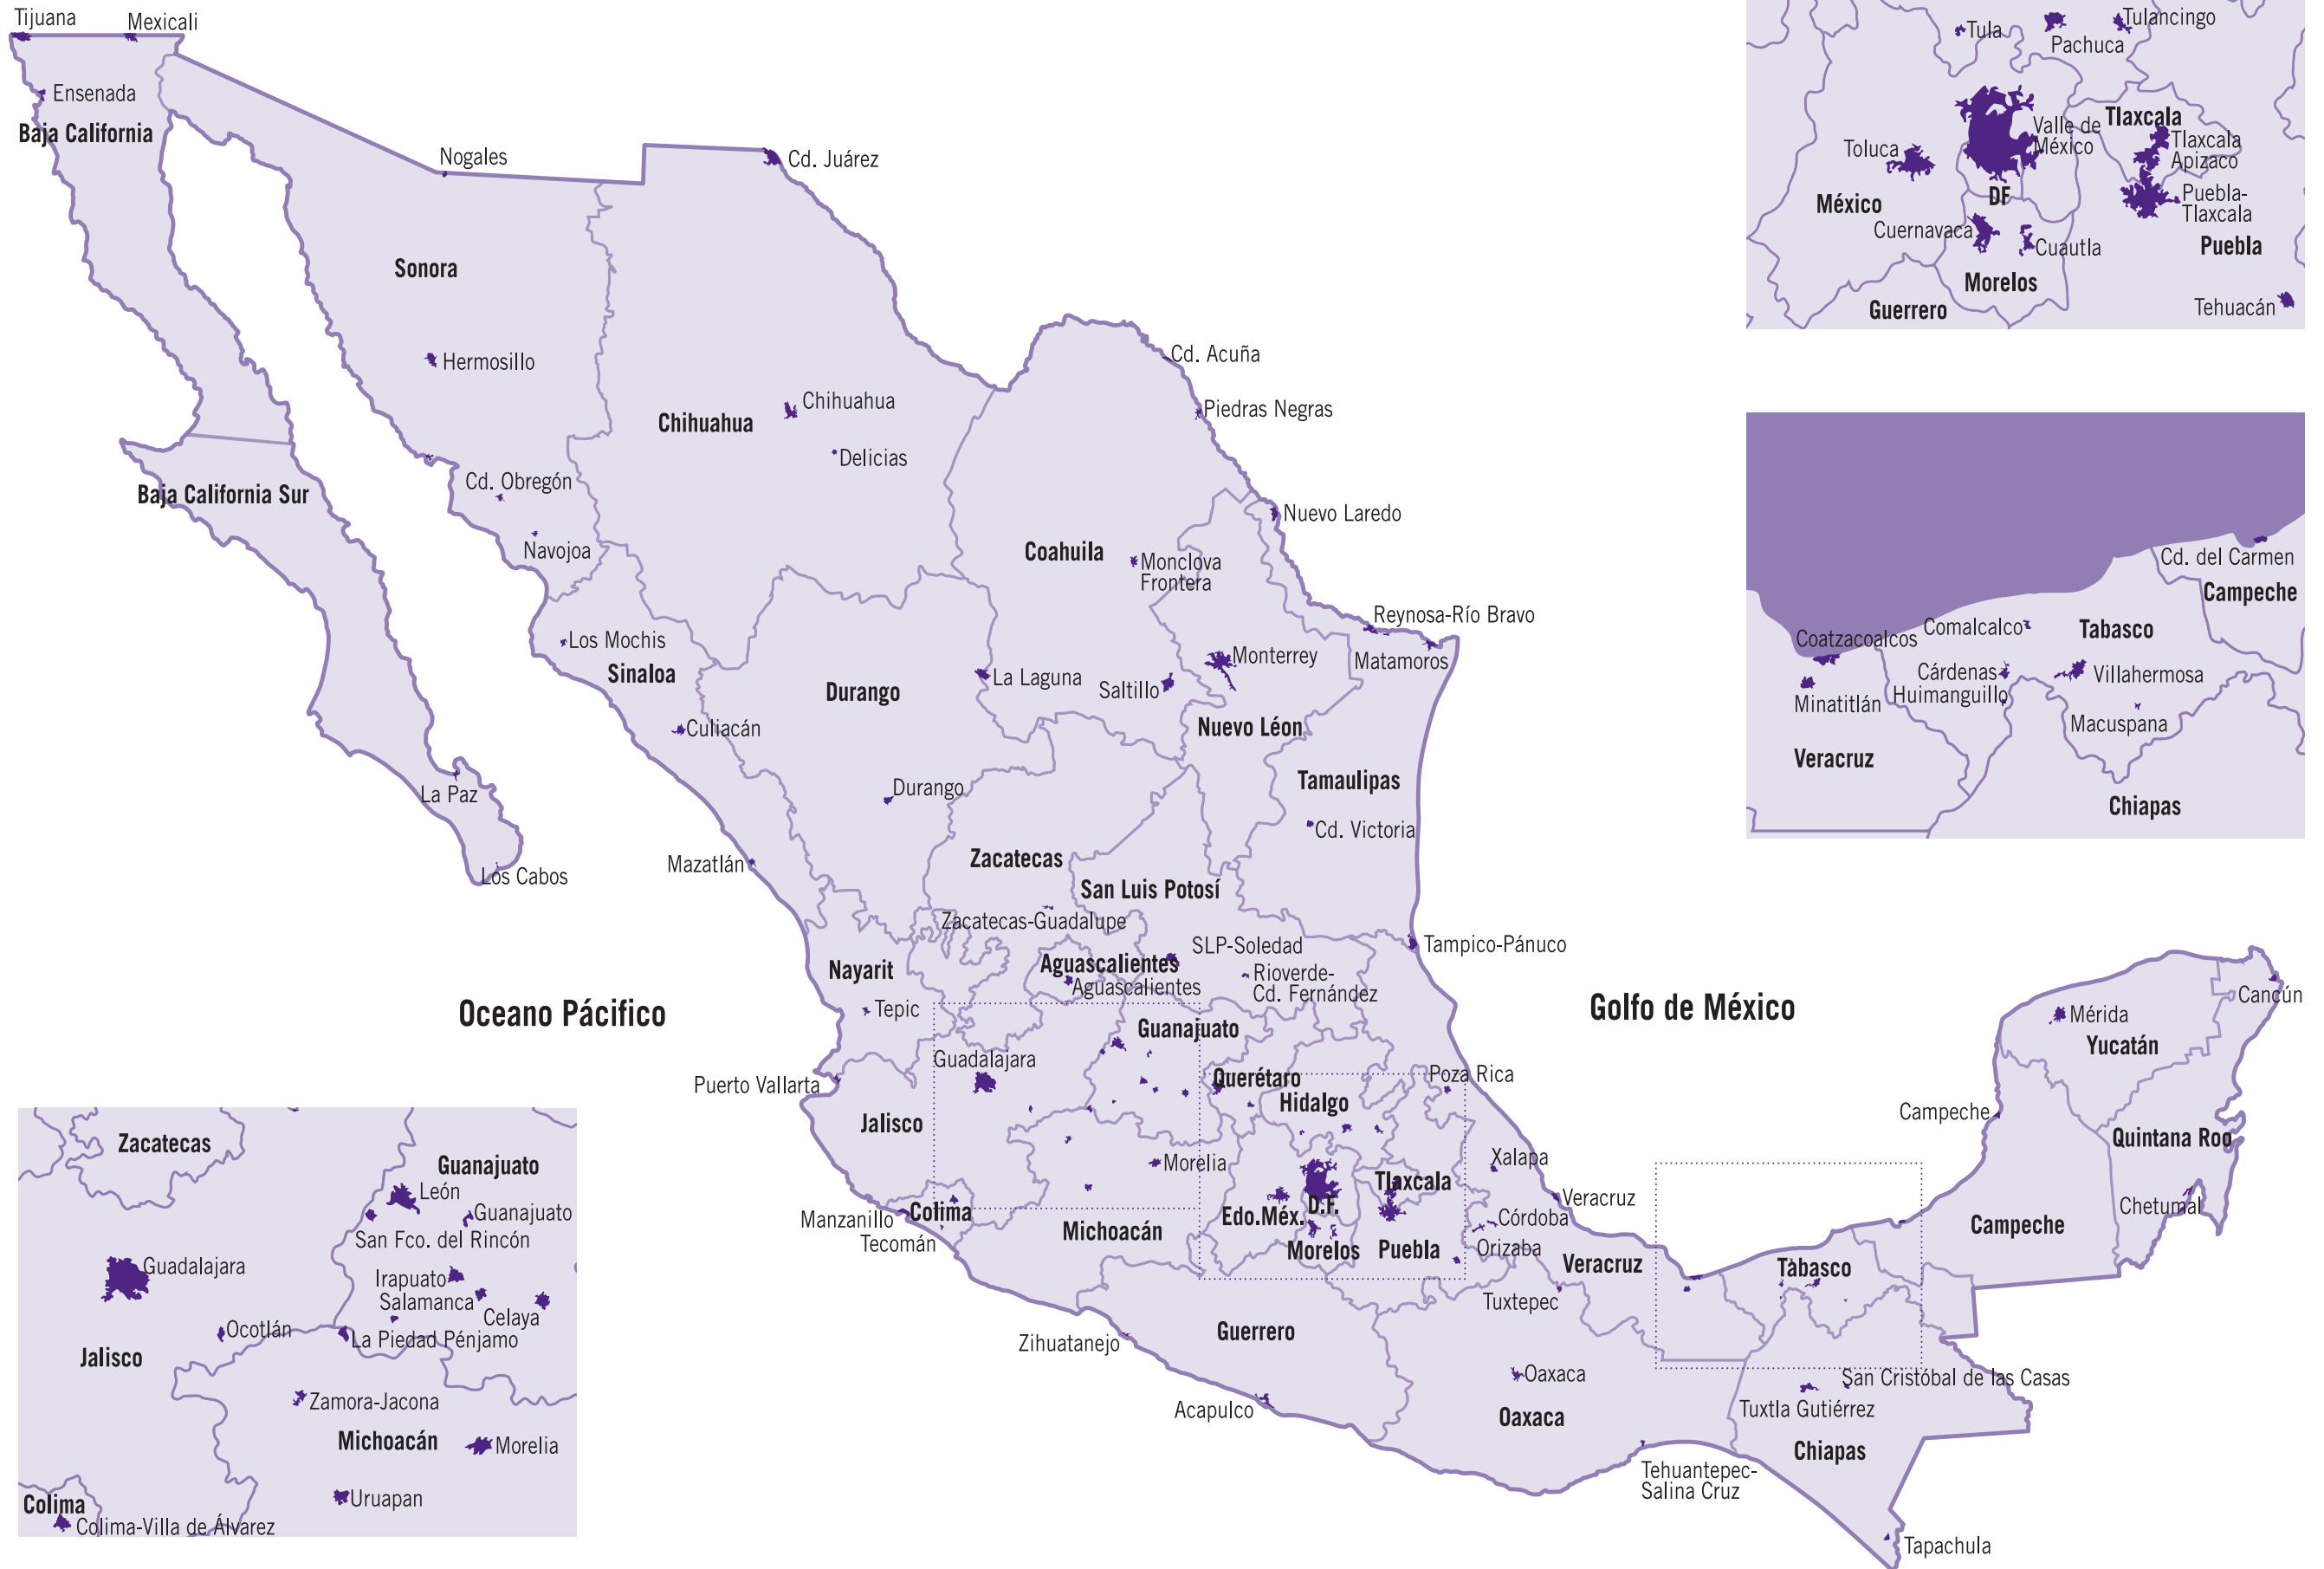 Tijuana
Mexicali
Ensenada
Baja California
Nogales
Cd. Juárez
Sonora
Hermosillo
Chihuahua
Chihuahua
Delicias
Cd. Acuña
Piedras Negras
Baja California Sur
Cd. Obregón
Navojoa
Nuevo Laredo
Coahuila
Monclova
Frontera
Reynosa-Río Bravo
Matamoros
Los Mochis
Sinaloa
Durango
La Laguna
Saltillo
Monterrey
Nuevo Léon
Culiacán
Durango
Tamaulipas
Cd. Victoria
La Paz
Los Cabos
Mazatlán
Zacatecas
San Luis Potosí
Zacatecas-Guadalupe
SLP-Soledad
Tampico-Pánuco
Nayarit
Aguascalientes
Aguascalientes
Rioverde-
Cd. Fernández
Tepic
Oceano Pácifico
Golfo de México
Guanajuato
Guadalajara
Puerto Vallarta
Querétaro
Poza Rica
Hidalgo
Jalisco
Morelia
Xalapa
Tlaxcala
D.F.
Edo.Méx.
Veracruz
Manzanillo
Colima
Tecomán
Michoacán
Morelos
Puebla
Córdoba
Orizaba
Veracruz
Tabasco
Tuxtepec
Zihuatanejo
Guerrero
Oaxaca
San Cristóbal de las Casas
Acapulco
Oaxaca
Tuxtla Gutiérrez
Chiapas
Tehuantepec-
Salina Cruz
Tapachula
Cancún
Mérida
Yucatán
Campeche
Quintana Roo
Chetumal
Campeche
Tula
Pachuca
Tulancingo
Tlaxcala
Valle de
México
Tlaxcala
Apizaco
Toluca
México
DF
Puebla-
Tlaxcala
Cuernavaca
Cuautla
Puebla
Morelos
Guerrero
Tehuacán
Cd. del Carmen
Campeche
Coatzacoalcos
Comalcalco
Tabasco
Cárdenas
Huimanguillo
Villahermosa
Minatitlán
Macuspana
Veracruz
Chiapas
Zacatecas
Guanajuato
León
Guanajuato
San Fco. del Rincón
Guadalajara
Irapuato
Salamanca
Celaya
Ocotlán
La Piedad Pénjamo
Jalisco
Zamora-Jacona
Michoacán
Morelia
Uruapan
Colima
Colima-Villa de Álvarez